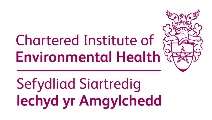 Chartered Institute of
Environmental Health
Sefydliad Siartredig
Iechyd yr Amgylchedd